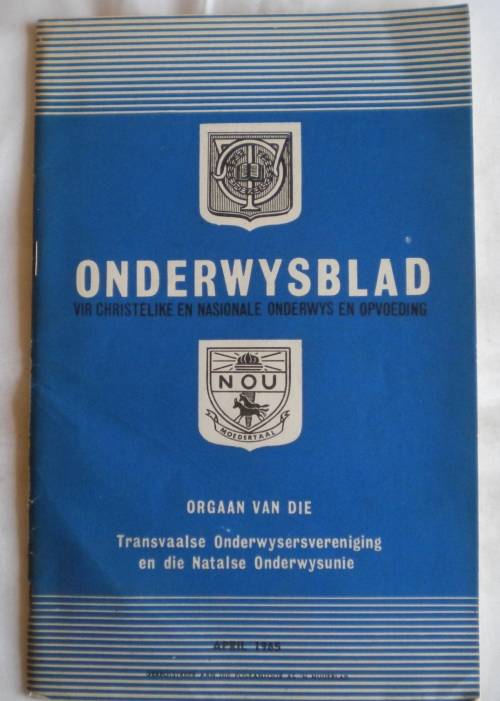 ONDERWYSBLAD
VIR CHRISTELIKE EN NASIONALE ONDERWYS EN OPVOEDING
NOU
MOEDERTAAL
ORGAAN VAN DIE
Transvaalse Onderwysersvereniging
en die Natalse Onderwysunie
APRIL 1965